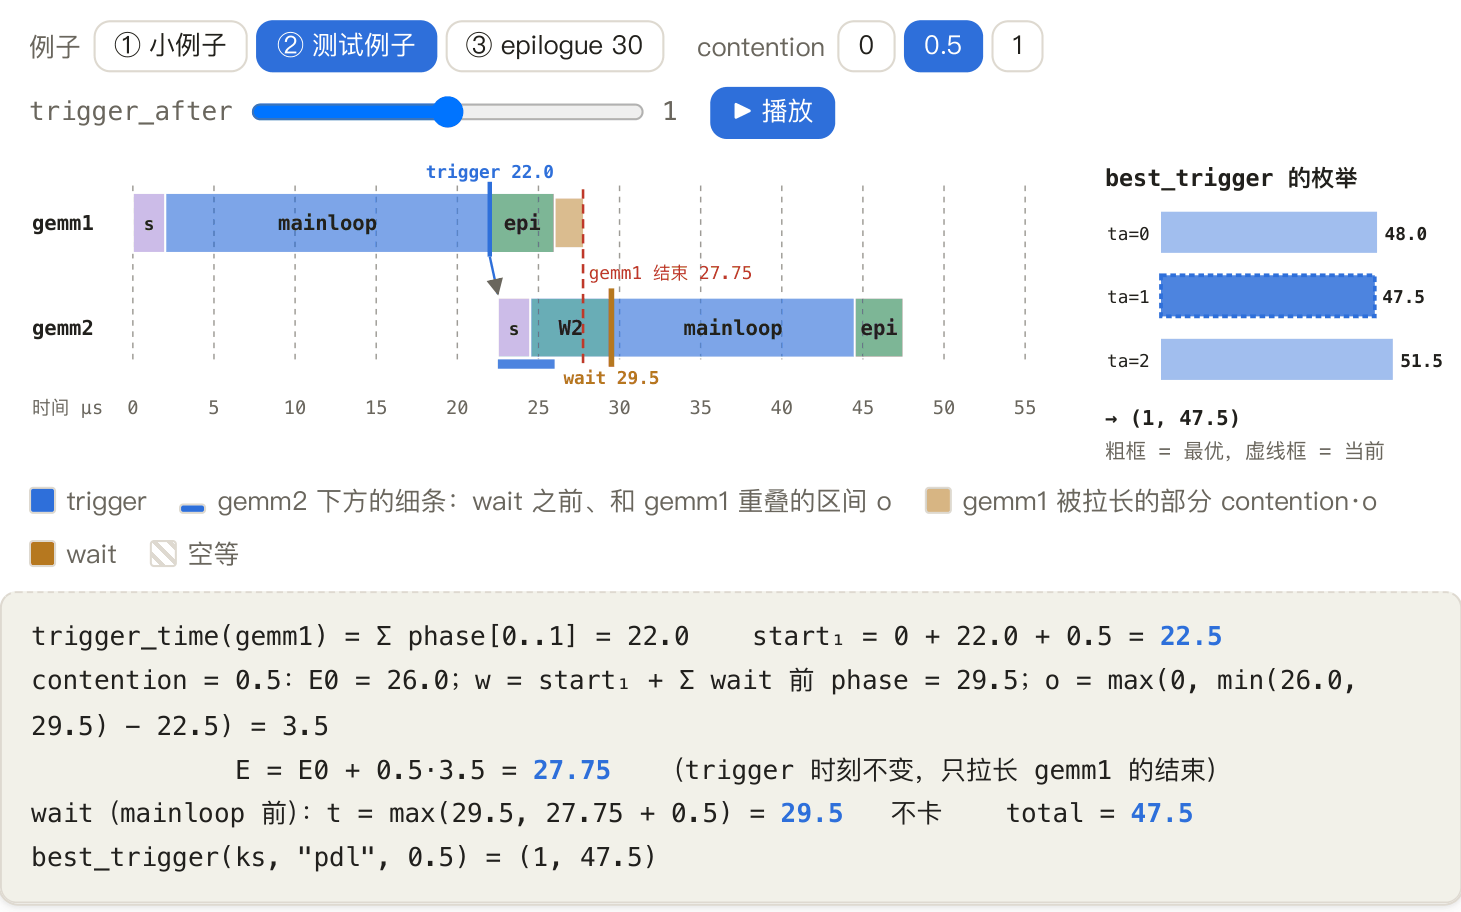 例子 ① 小例子 ② 测试例子 ③ epilogue 30 contention 0 0.5 1
trigger_after 1 ▶ 播放
trigger 22.0
gemm1 s mainloop epi
gemm1 结束 27.75
gemm2 s W2 mainloop epi
wait 29.5
时间 μs 0 5 10 15 20 25 30 35 40 45 50 55
best_trigger 的枚举
ta=0 48.0
ta=1 47.5
ta=2 51.5
→ (1, 47.5)
粗框 = 最优, 虚线框 = 当前
trigger gemm2 下方的细条：wait 之前、和 gemm1 重叠的区间 o gemm1 被拉长的部分 contention·o
wait 空等
trigger_time(gemm1) = Σ phase[0..1] = 22.0 start₁ = 0 + 22.0 + 0.5 = 22.5
contention = 0.5: E0 = 26.0; w = start₁ + Σ wait 前 phase = 29.5; o = max(0, min(26.0,
29.5) − 22.5) = 3.5
E = E0 + 0.5·3.5 = 27.75 （trigger 时刻不变，只拉长 gemm1 的结束）
wait（mainloop 前）: t = max(29.5, 27.75 + 0.5) = 29.5 不卡 total = 47.5
best_trigger(ks, "pdl", 0.5) = (1, 47.5)